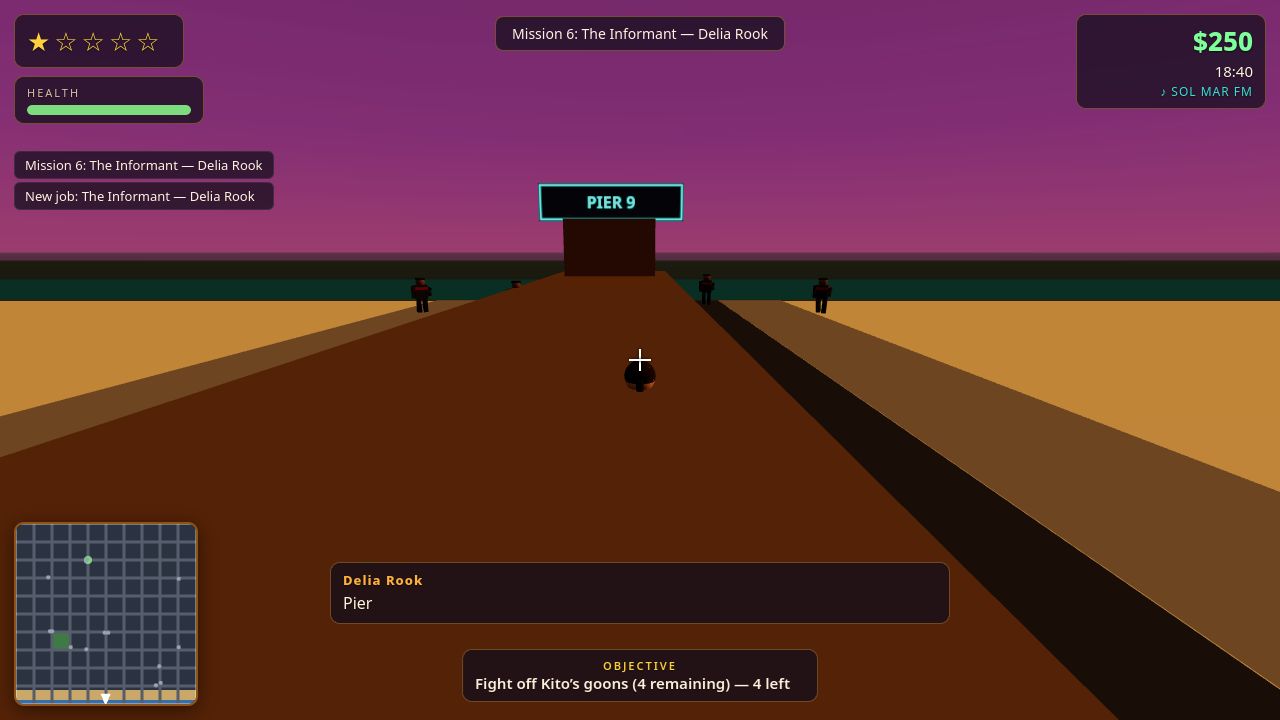 ★☆☆☆☆
Mission 6: The Informant — Delia Rook
$250
18:40
♪ SOL MAR FM
HEALTH
Mission 6: The Informant — Delia Rook
New job: The Informant — Delia Rook
PIER 9
Delia Rook
Pier
OBJECTIVE
Fight off Kito’s goons (4 remaining) — 4 left